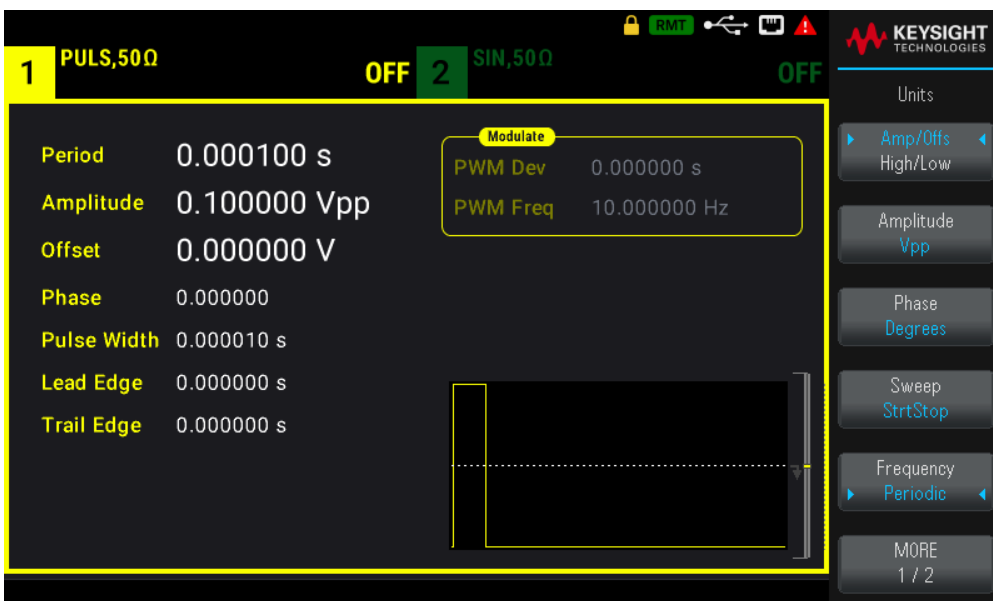 RMT
KEYSIGHT
TECHNOLOGIES
1 PULS,50Ω OFF 2 SIN,50Ω OFF
Units
Modulate
Period 0.000100 s
Amplitude 0.100000 Vpp
Offset 0.000000 V
Phase 0.000000
Pulse Width 0.000010 s
Lead Edge 0.000000 s
Trail Edge 0.000000 s
PWM Dev 0.000000 s
PWM Freq 10.000000 Hz
Amp/Offs
High/Low
Amplitude
Vpp
Phase
Degrees
Sweep
StrtStop
Frequency
Periodic
MORE
1 / 2